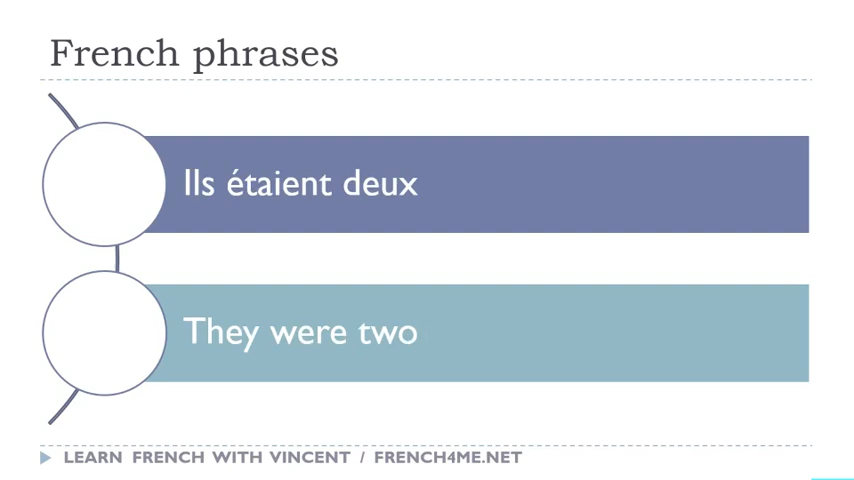 French phrases
Ils étaient deux
They were two
LEARN FRENCH WITH VINCENT / FRENCH4ME.NET